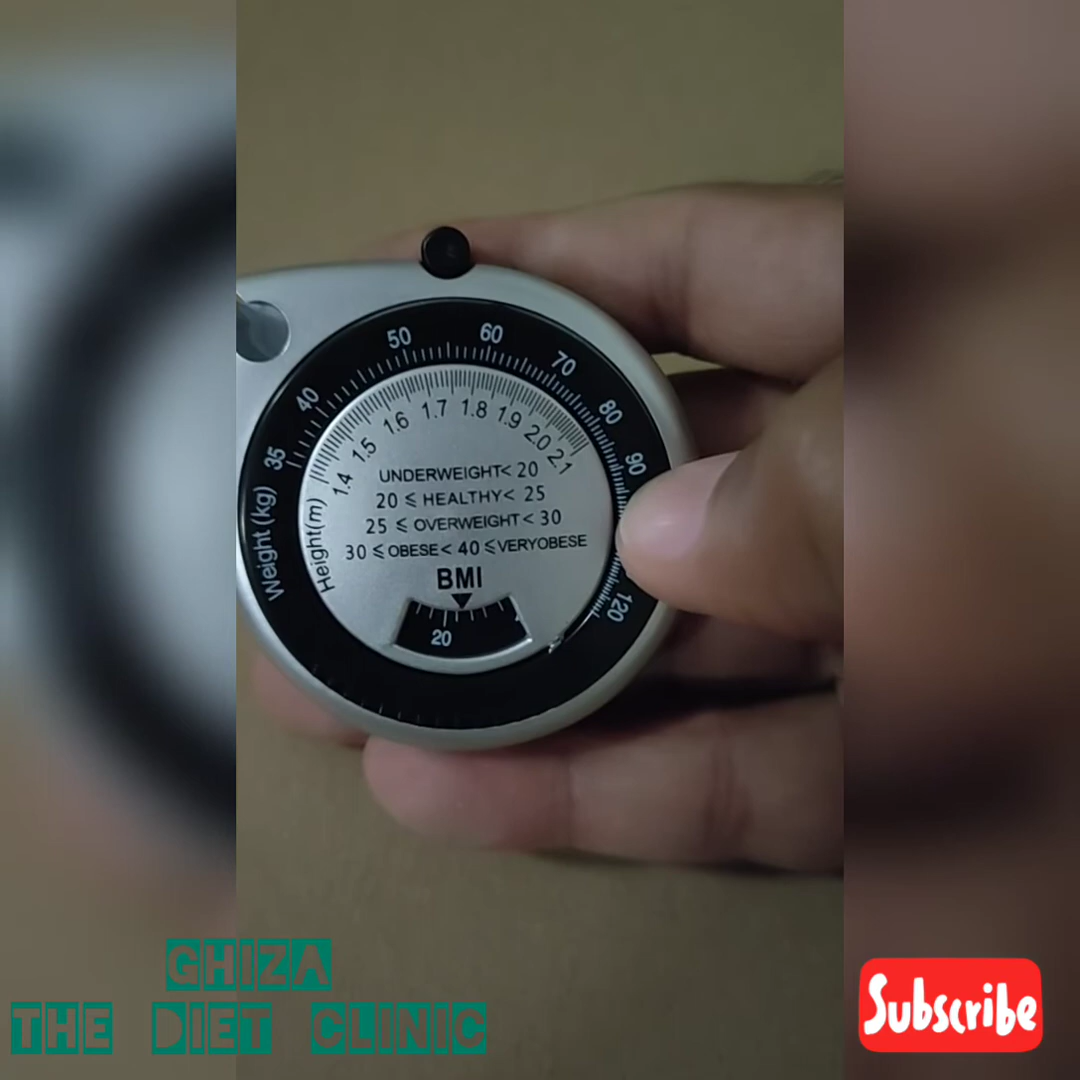 50 60 70 80 90 120
40
35
Weight (kg)
1.4 1.5 1.6 1.7 1.8 1.9 2.0 2.1
Height(m)
UNDERWEIGHT< 20
20 ≤ HEALTHY< 25
25 ≤ OVERWEIGHT < 30
30 ≤ OBESE< 40 ≤ VERYOBESE
BMI
20
GHIZA
THE DIET CLINIC
Subscribe